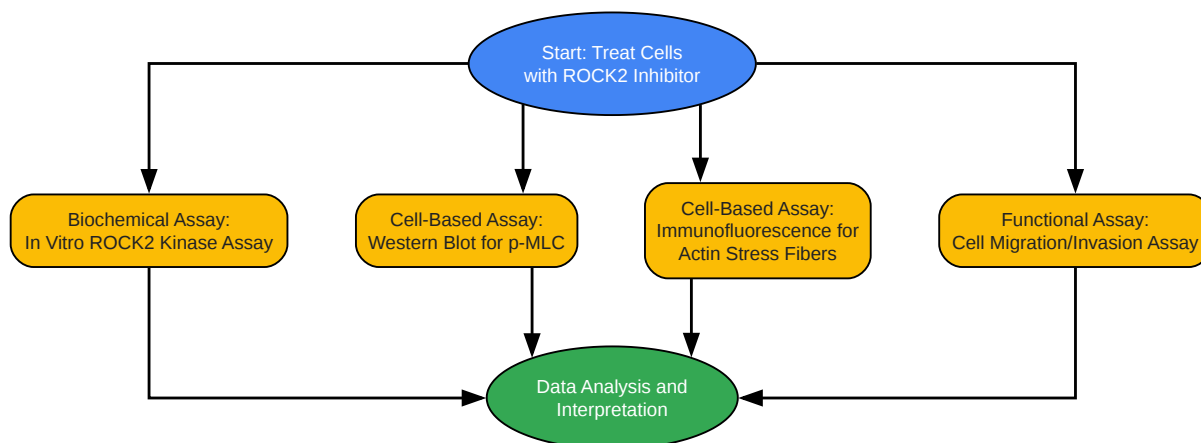 Start: Treat Cells
with ROCK2 Inhibitor
Biochemical Assay:
In Vitro ROCK2 Kinase Assay
Cell-Based Assay:
Western Blot for p-MLC
Cell-Based Assay:
Immunofluorescence for
Actin Stress Fibers
Functional Assay:
Cell Migration/Invasion Assay
Data Analysis and
Interpretation